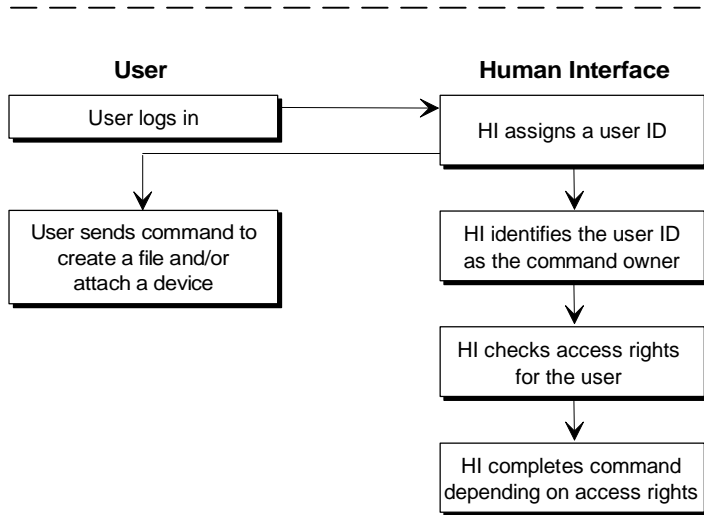 User
Human Interface
User logs in
HI assigns a user ID
User sends command to
create a file and/or
attach a device
HI identifies the user ID
as the command owner
HI checks access rights
for the user
HI completes command
depending on access rights